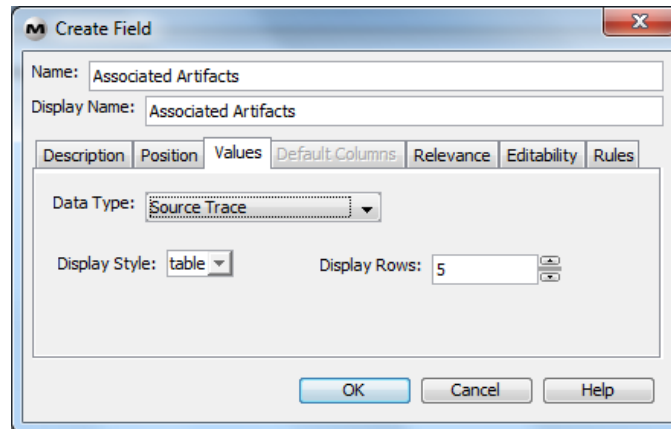 M Create Field
Name: Associated Artifacts
Display Name: Associated Artifacts
Description Position Values Default Columns Relevance Editability Rules
Data Type: Source Trace
Display Style: table Display Rows: 5
OK Cancel Help